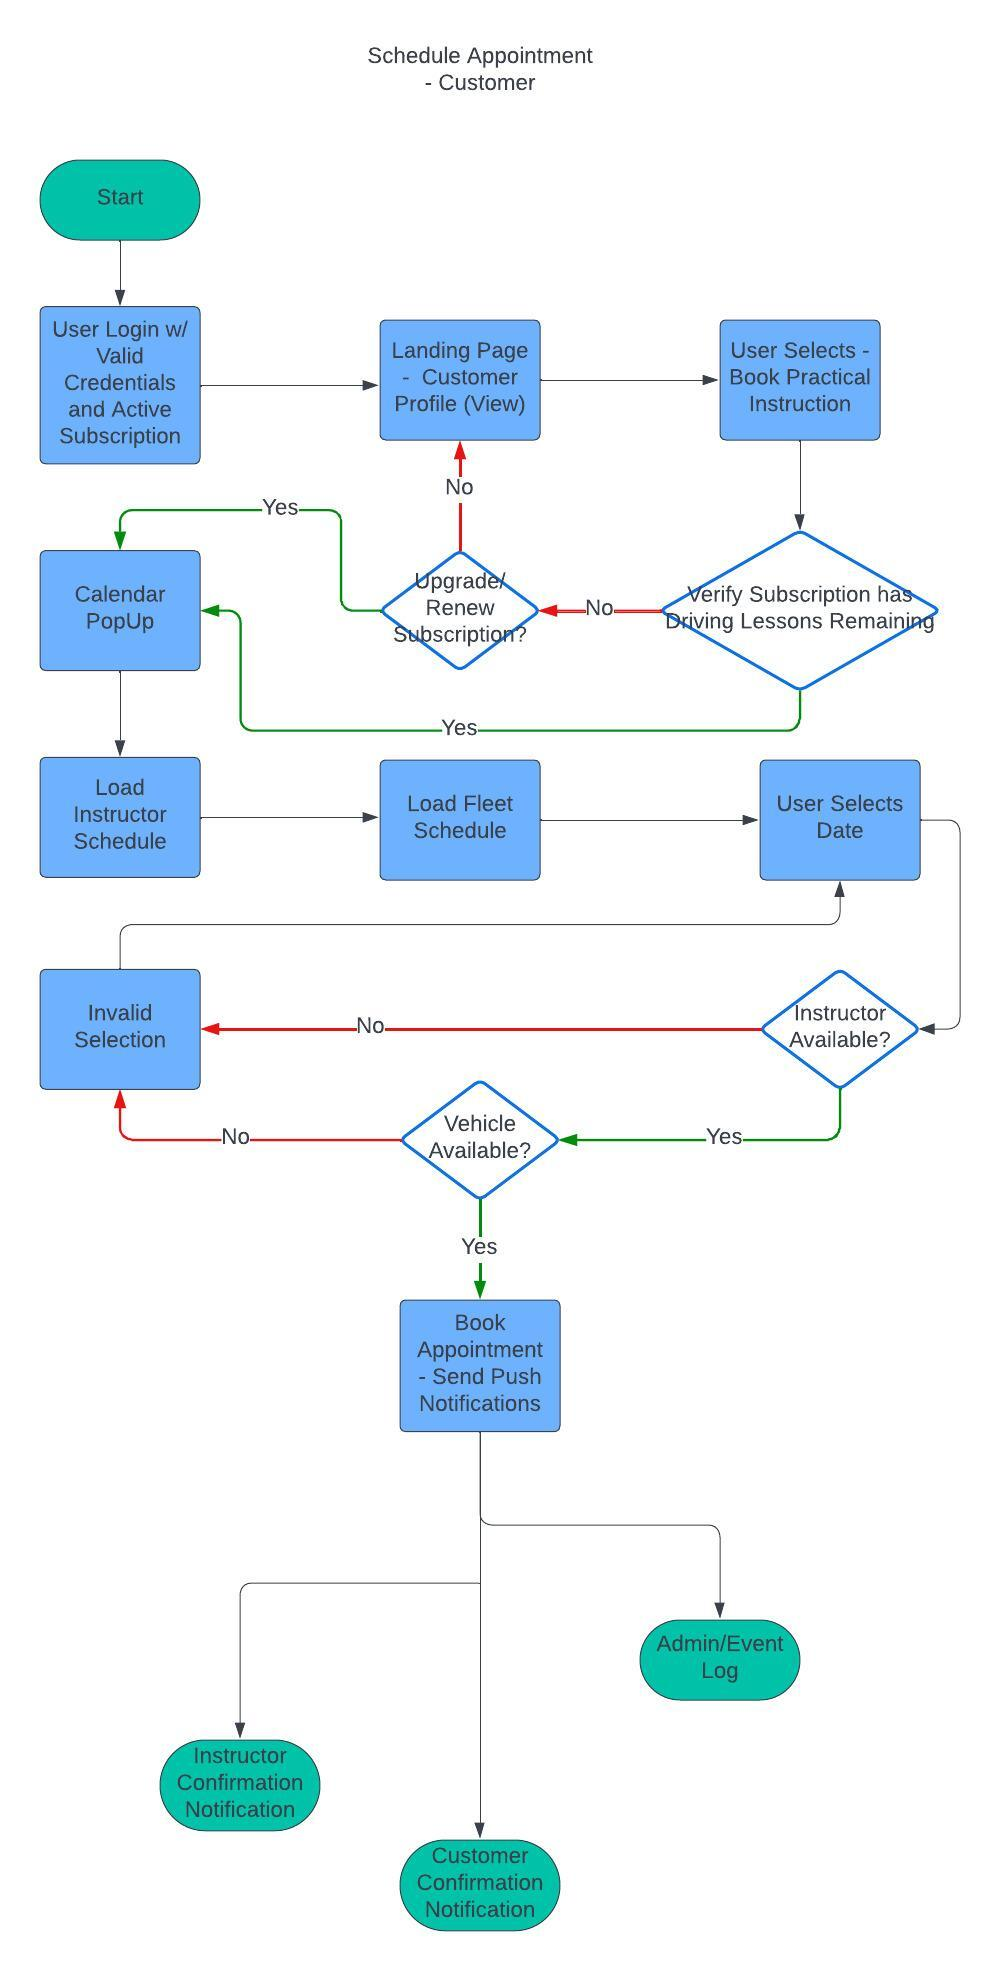 Schedule Appointment
- Customer
Start
User Login w/
Valid
Credentials
and Active
Subscription
Landing Page
- Customer
Profile (View)
User Selects -
Book Practical
Instruction
No
Yes
Calendar
PopUp
Upgrade/
Renew
Subscription?
No
Verify Subscription has
Driving Lessons Remaining
Yes
Load
Instructor
Schedule
Load Fleet
Schedule
User Selects
Date
Invalid
Selection
No
Instructor
Available?
No
Vehicle
Available?
Yes
Yes
Book
Appointment
- Send Push
Notifications
Admin/Event
Log
Instructor
Confirmation
Notification
Customer
Confirmation
Notification